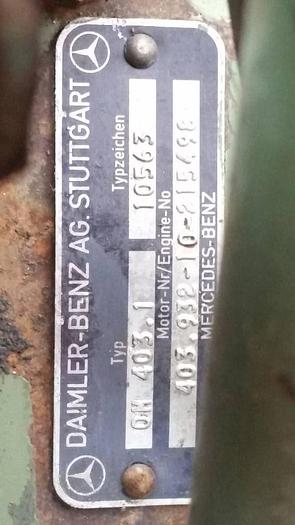 DAIMLER-BENZ AG. STUTTGART
Typ Typzeichen
OM 403.1 10563
Motor-Nr/Engine-No
403.932-10-215498
MERCEDES-BENZ